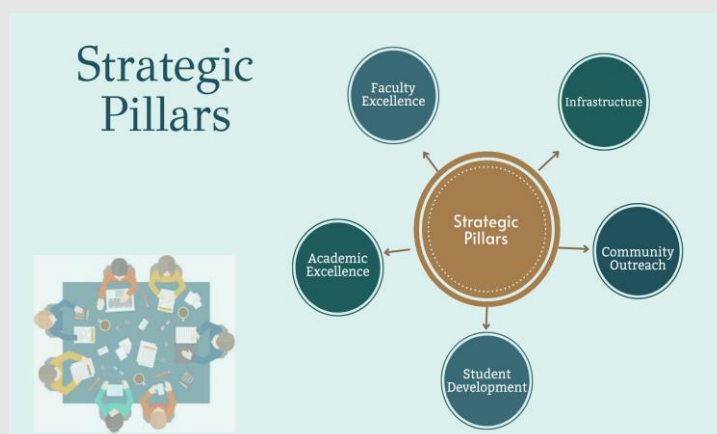 Strategic
Pillars
Faculty
Excellence
Infrastructure
Strategic
Pillars
Academic
Excellence
Community
Outreach
Student
Development